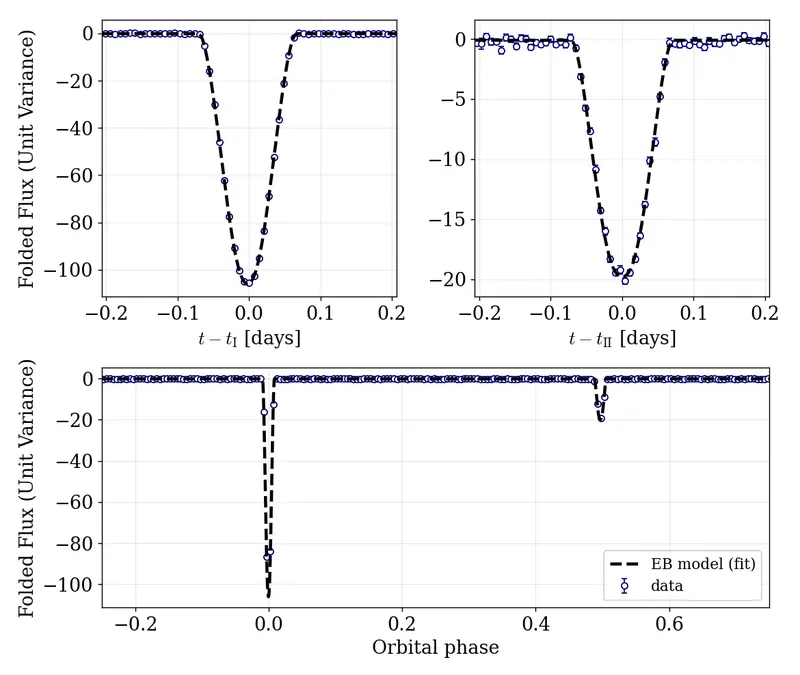 Folded Flux (Unit Variance)
0
−20
−40
−60
−80
−100
−0.2 −0.1 0.0 0.1 0.2
t − tI [days]
0
−5
−10
−15
−20
−0.2 −0.1 0.0 0.1 0.2
t − tII [days]
Folded Flux (Unit Variance)
0
−20
−40
−60
−80
−100
EB model (fit)
data
−0.2 0.0 0.2 0.4 0.6
Orbital phase